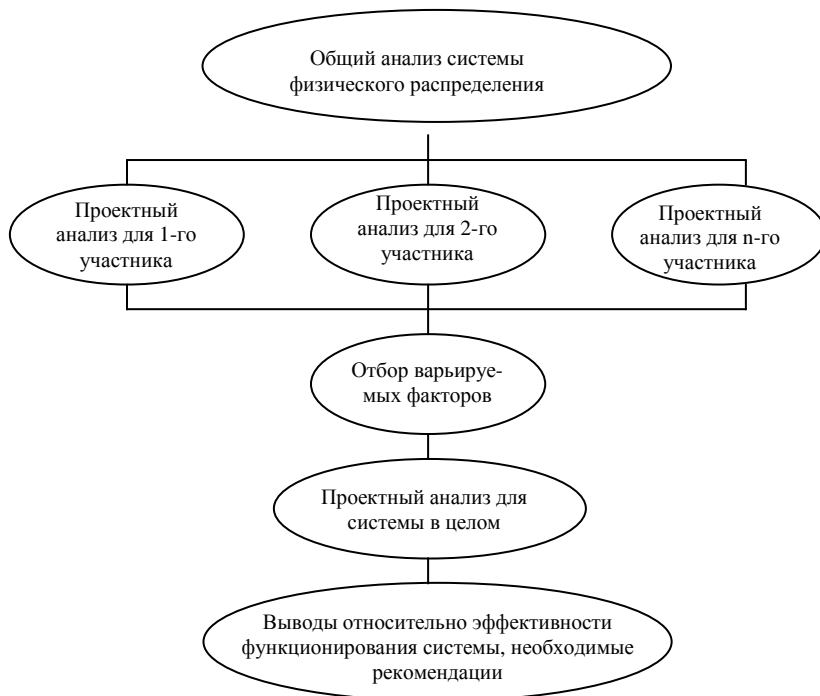 Общий анализ системы
физического распределения
Проектный
анализ для 1-го
участника
Проектный
анализ для 2-го
участника
Проектный
анализ для n-го
участника
Отбор варьируе-
мых факторов
Проектный анализ для
системы в целом
Выводы относительно эффективности
функционирования системы, необходимые
рекомендации